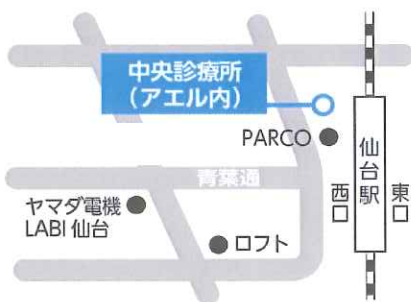 中央診療所
（アエル内）
PARCO
仙台駅
西口
東口
青葉通
ヤマダ電機
LABI 仙台
ロフト